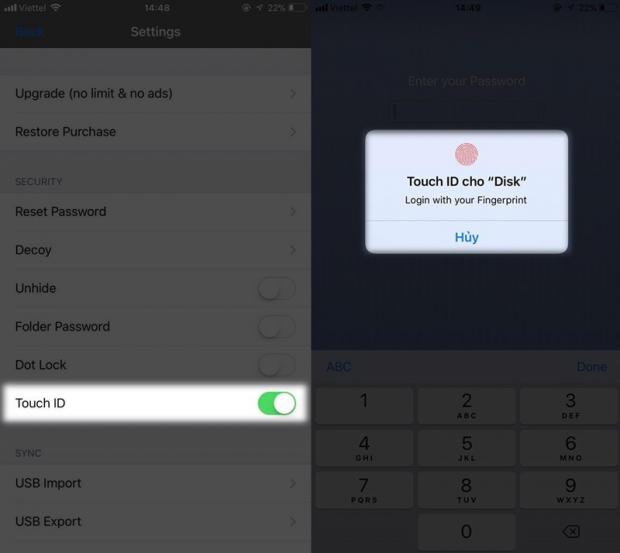 Viettel 14:48 22%
Back Settings
Upgrade (no limit & no ads)
Restore Purchase
SECURITY
Reset Password
Decoy
Unhide
Folder Password
Dot Lock
Touch ID
SYNC
USB Import
USB Export
Viettel 14:49 22%
Enter your Password
Touch ID cho “Disk”
Login with your Fingerprint
Hủy
ABC Done
1 2 3
ABC DEF
4 5 6
GHI JKL MNO
7 8 9
PQRS TUV WXYZ
0